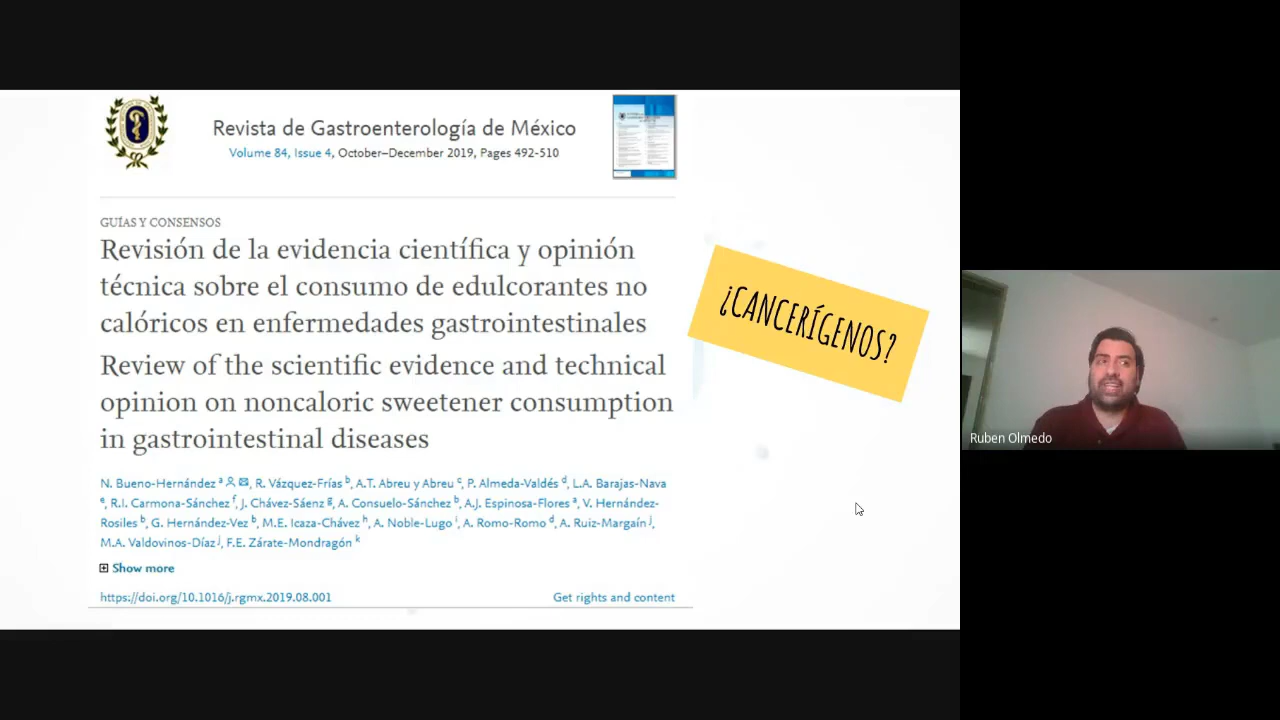 Revista de Gastroenterología de México
Volume 84, Issue 4, October–December 2019, Pages 492-510
GUÍAS Y CONSENSOS
Revisión de la evidencia científica y opinión
técnica sobre el consumo de edulcorantes no
calóricos en enfermedades gastrointestinales
Review of the scientific evidence and technical
opinion on noncaloric sweetener consumption
in gastrointestinal diseases
¿CANCERÍGENOS?
N. Bueno-Hernández a, R. Vázquez-Frías b, A.T. Abreu y Abreu c, P. Almeda-Valdés d, L.A. Barajas-Nava
e, R.I. Carmona-Sánchez f, J. Chávez-Sáenz g, A. Consuelo-Sánchez b, A.J. Espinosa-Flores a, V. Hernández-
Rosiles b, G. Hernández-Vez b, M.E. Icaza-Chávez h, A. Noble-Lugo i, A. Romo-Romo d, A. Ruiz-Margaín j,
M.A. Valdovinos-Díaz j, F.E. Zárate-Mondragón k
Show more
https://doi.org/10.1016/j.rgmx.2019.08.001
Get rights and content
Ruben Olmedo